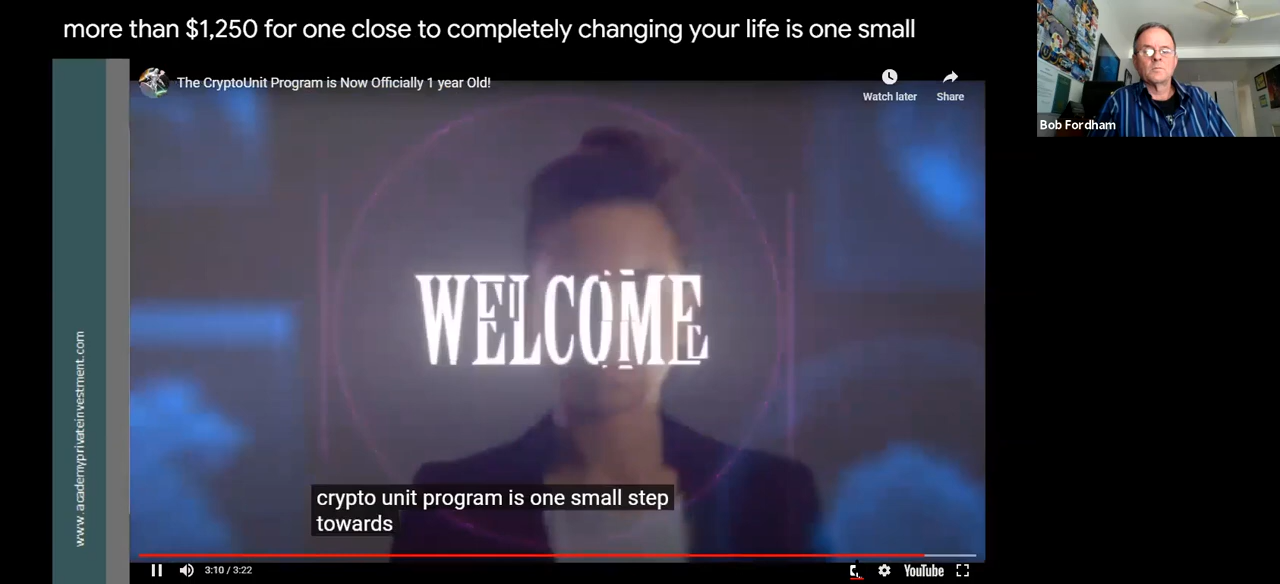 more than $1,250 for one close to completely changing your life is one small
The CryptoUnit Program is Now Officially 1 year Old!
Watch later
Share
Bob Fordham
WELCOME
www.academyprivateinvestment.com
crypto unit program is one small step
towards
3:10 / 3:22
YouTube